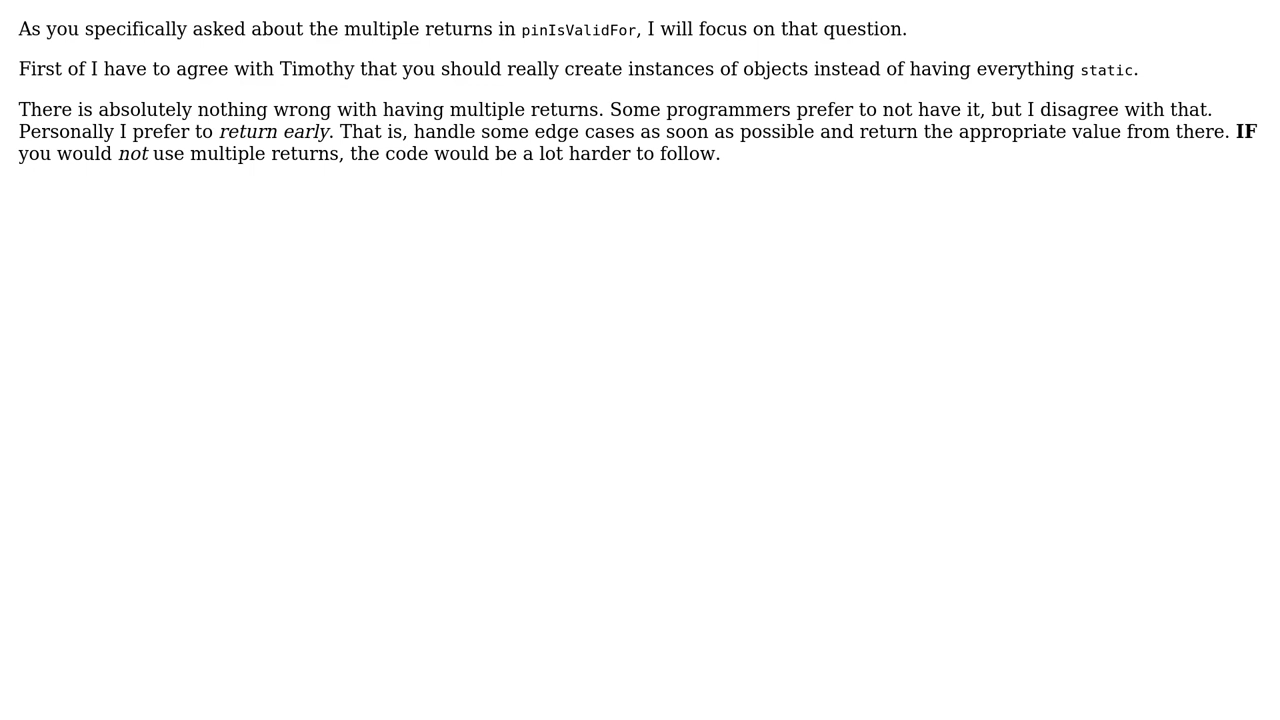 As you specifically asked about the multiple returns in pinIsValidFor, I will focus on that question.
First of I have to agree with Timothy that you should really create instances of objects instead of having everything static.
There is absolutely nothing wrong with having multiple returns. Some programmers prefer to not have it, but I disagree with that.
Personally I prefer to return early. That is, handle some edge cases as soon as possible and return the appropriate value from there. IF
you would not use multiple returns, the code would be a lot harder to follow.